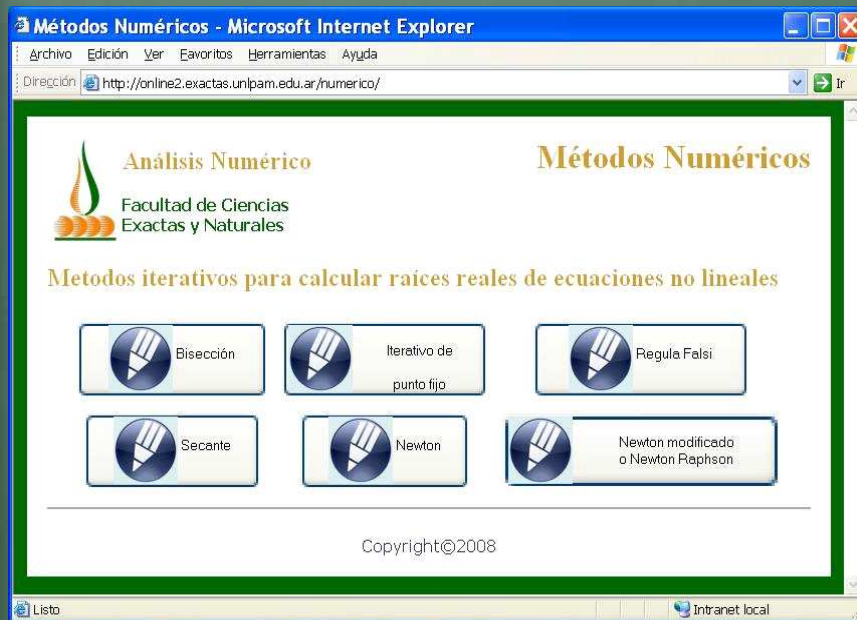 Métodos Numéricos - Microsoft Internet Explorer
Archivo Edición Ver Favoritos Herramientas Ayuda
Dirección http://online2.exactas.unlpam.edu.ar/numerico/ Ir
Análisis Numérico
Métodos Numéricos
Facultad de Ciencias
Exactas y Naturales
Metodos iterativos para calcular raíces reales de ecuaciones no lineales
Bisección
Iterativo de
punto fijo
Regula Falsi
Secante
Newton
Newton modificado
o Newton Raphson
Copyright©2008
Listo
Intranet local